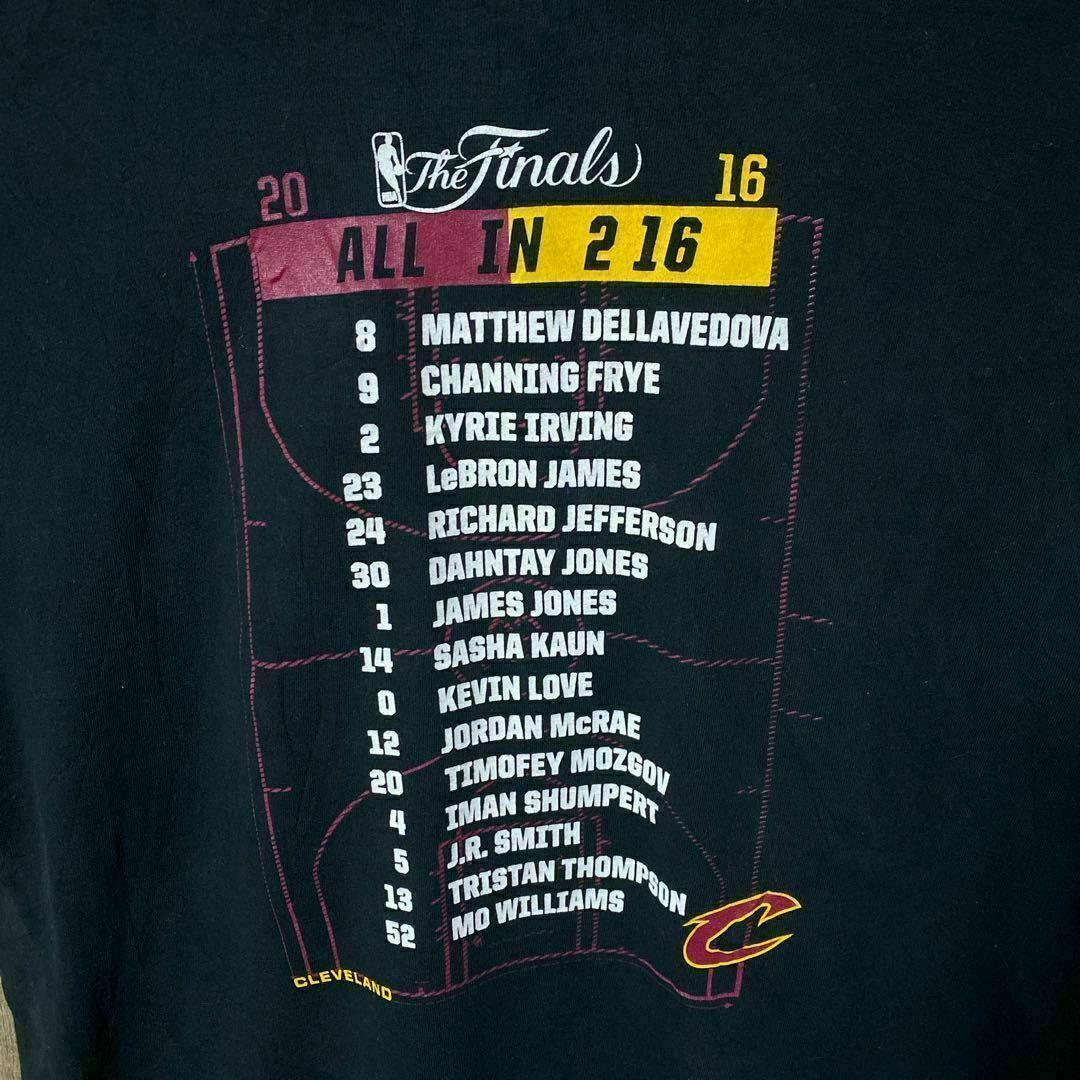 NBA The Finals
20 16
ALL IN 216
8 MATTHEW DELLAVEDOVA
9 CHANNING FRYE
2 KYRIE IRVING
23 LeBRON JAMES
24 RICHARD JEFFERSON
30 DAHNTAY JONES
1 JAMES JONES
14 SASHA KAUN
0 KEVIN LOVE
12 JORDAN McRAE
20 TIMOFEY MOZGOV
4 IMAN SHUMPERT
5 J.R. SMITH
13 TRISTAN THOMPSON
52 MO WILLIAMS
C
CLEVELAND